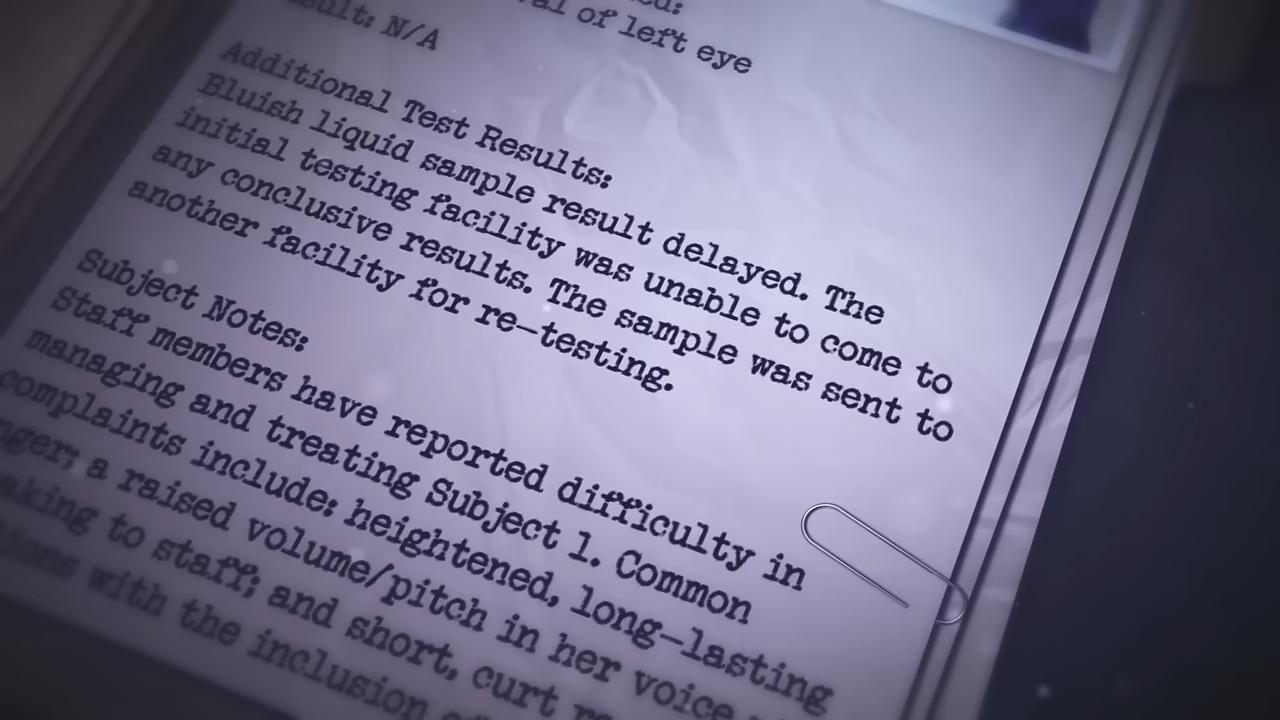 of left eye
N/A
Additional Test Results:
Bluish liquid sample result delayed. The
initial testing facility was unable to come to
any conclusive results. The sample was sent to
another facility for re-testing.
Subject Notes:
Staff members have reported difficulty in
managing and treating Subject 1. Common
complaints include: heightened, long-lasting
a raised volume/pitch in her voice
to staff; and short, curt
with the inclusion